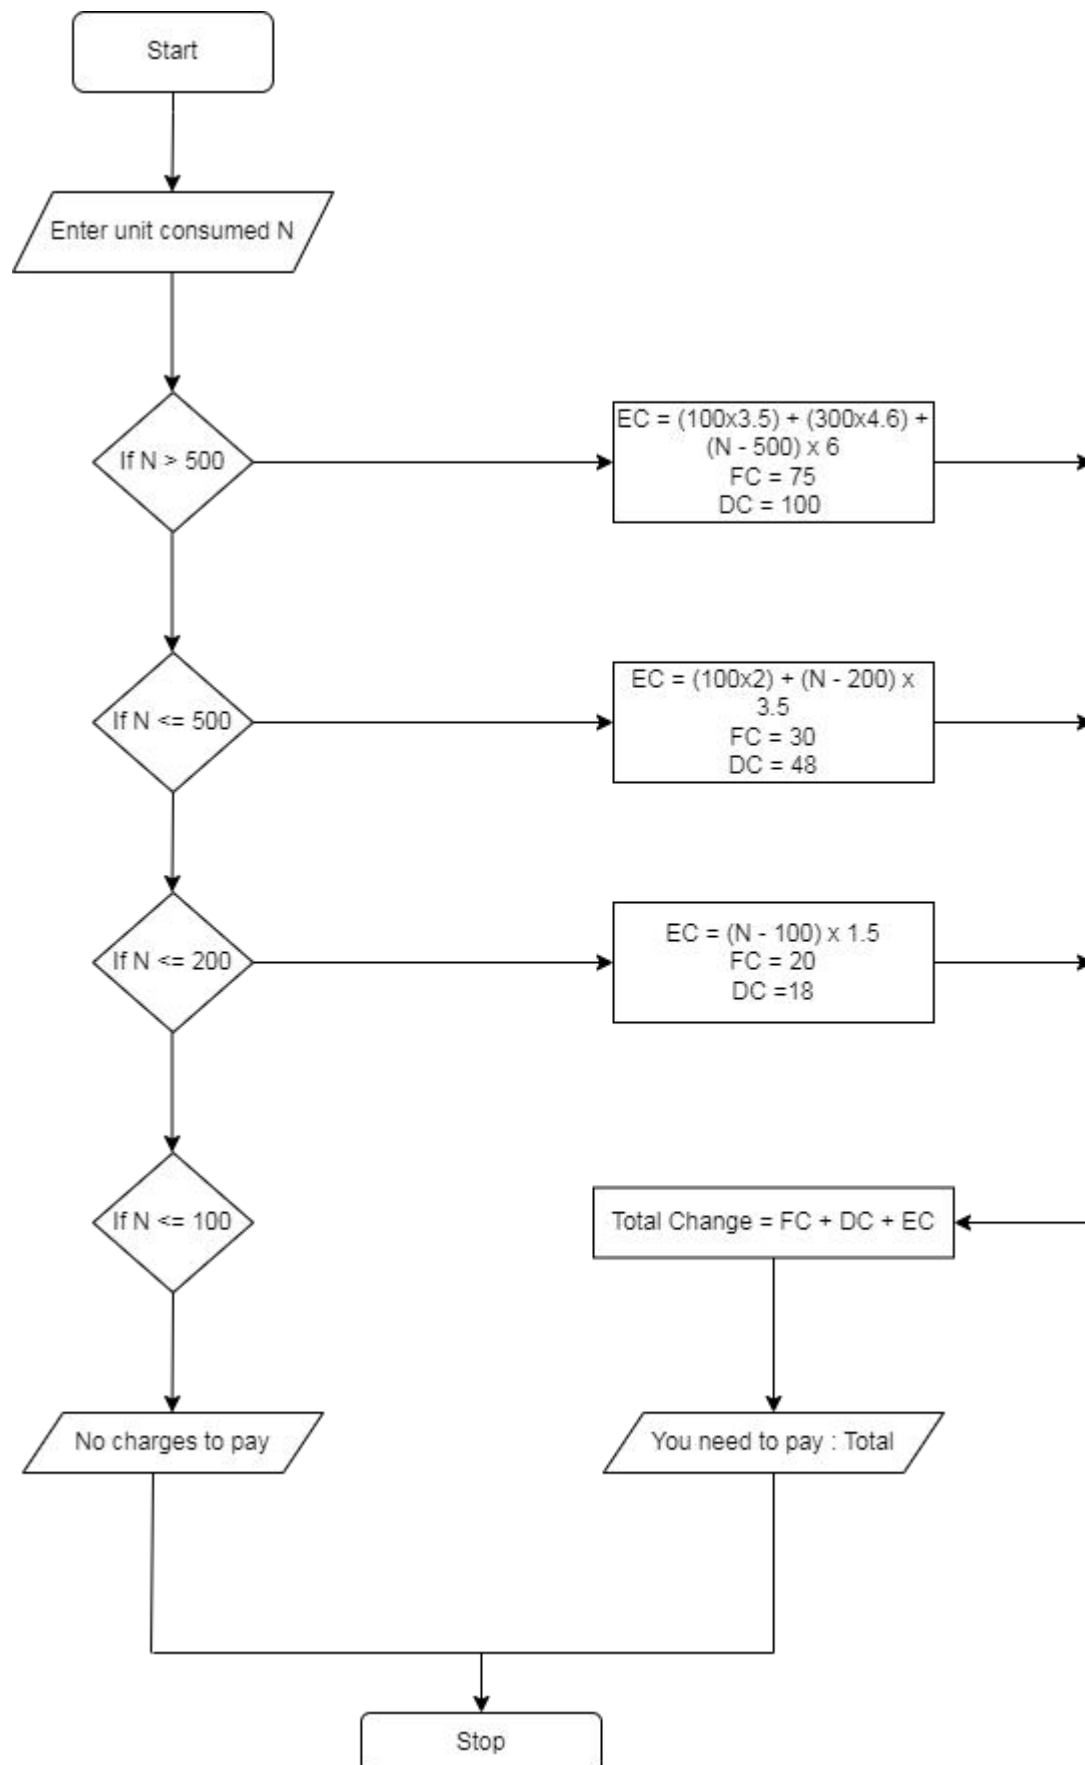 Start
Enter unit consumed N
If N > 500
EC = (100x3.5) + (300x4.6) +
(N - 500) x 6
FC = 75
DC = 100
If N <= 500
EC = (100x2) + (N - 200) x
3.5
FC = 30
DC = 48
If N <= 200
EC = (N - 100) x 1.5
FC = 20
DC =18
If N <= 100
Total Change = FC + DC + EC
No charges to pay
You need to pay : Total
Stop